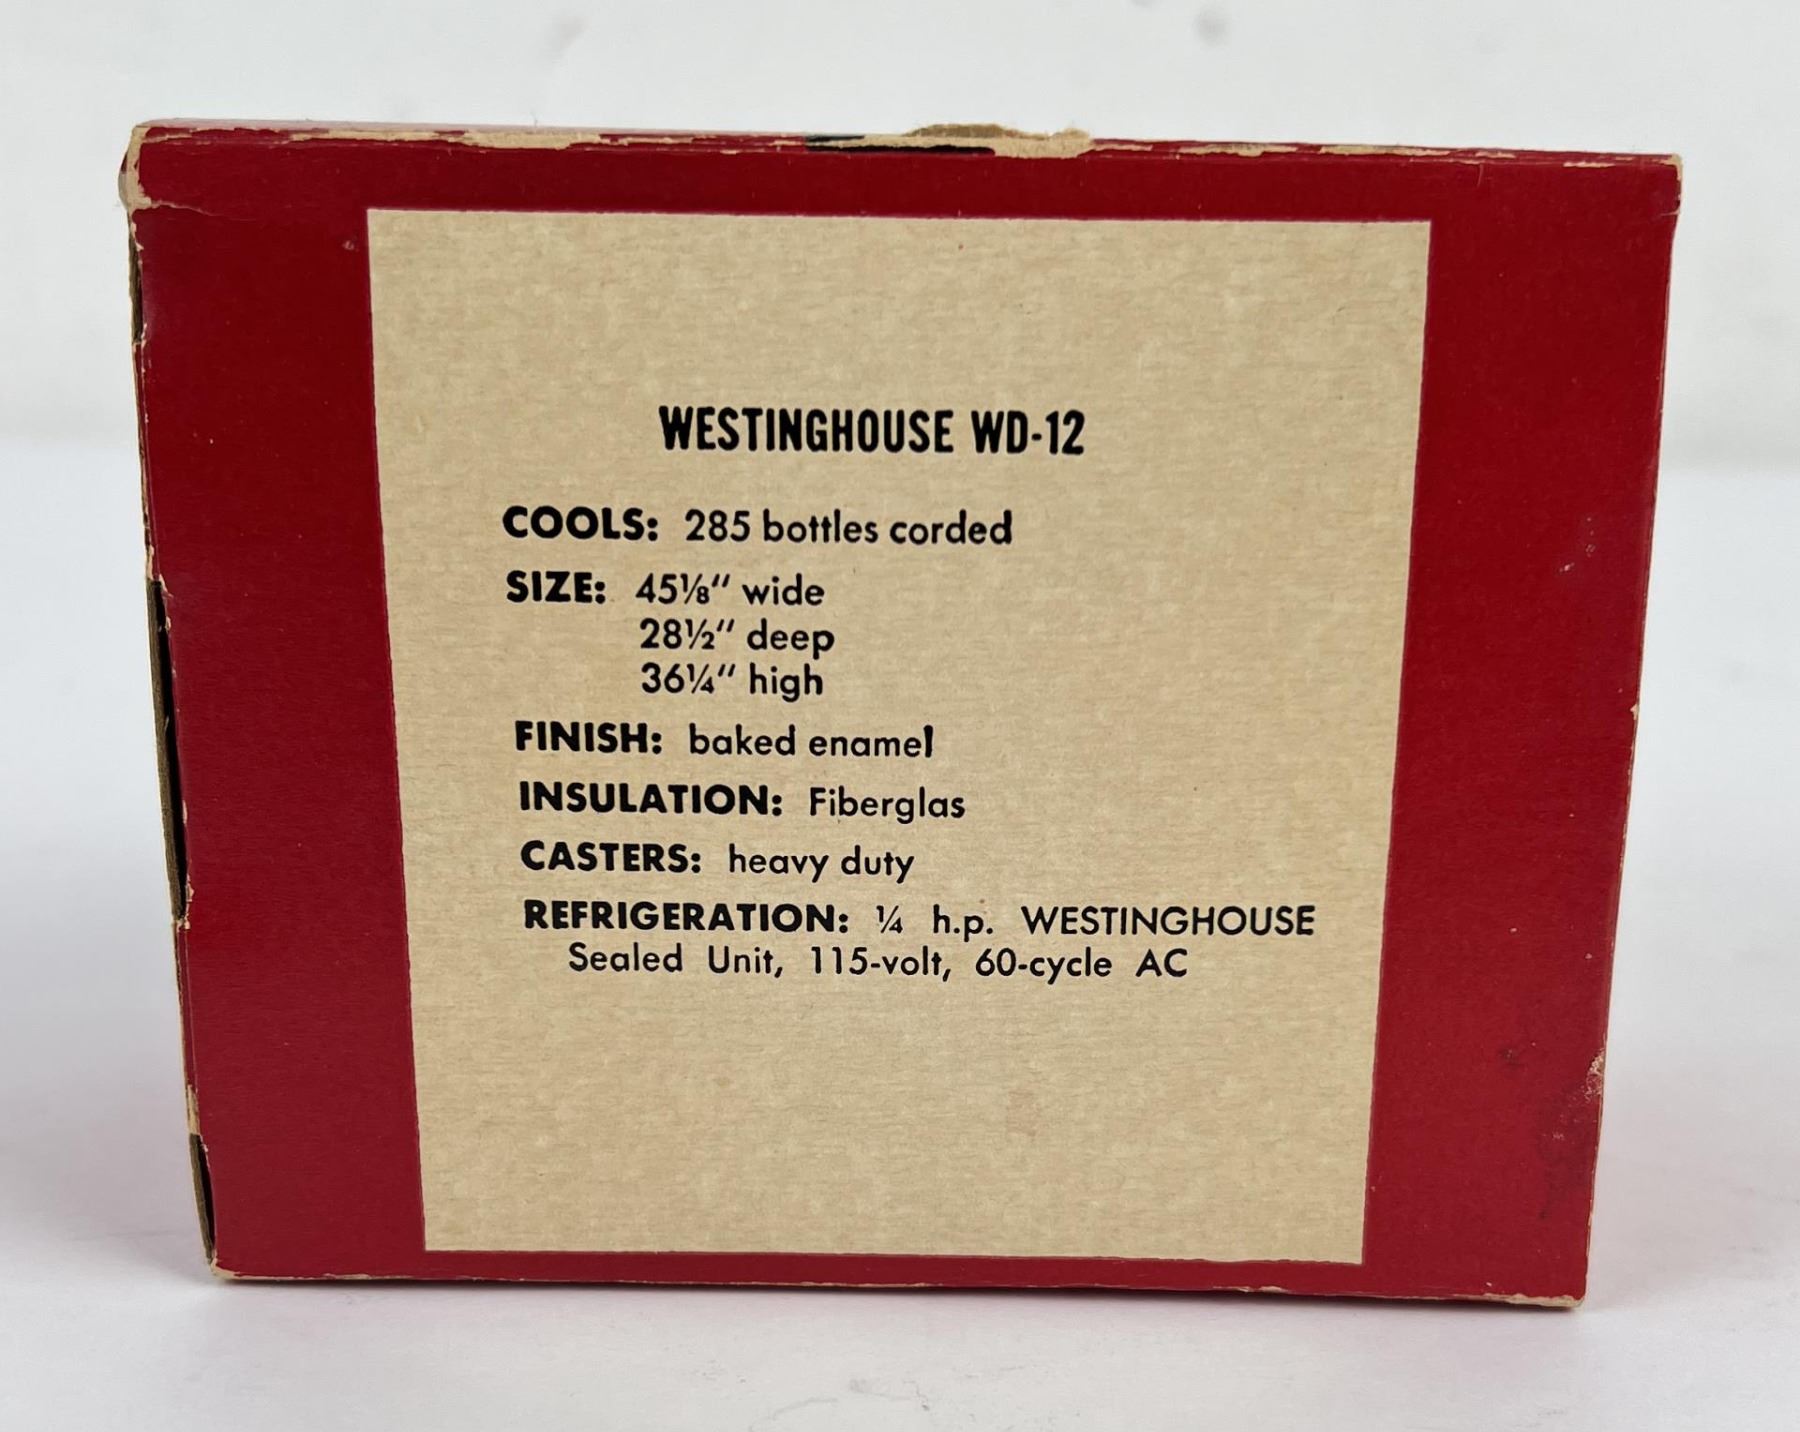 WESTINGHOUSE WD-12
COOLS: 285 bottles corded
SIZE: 45⅛" wide
28½" deep
36¼" high
FINISH: baked enamel
INSULATION: Fiberglas
CASTERS: heavy duty
REFRIGERATION: ¼ h.p. WESTINGHOUSE
Sealed Unit, 115-volt, 60-cycle AC